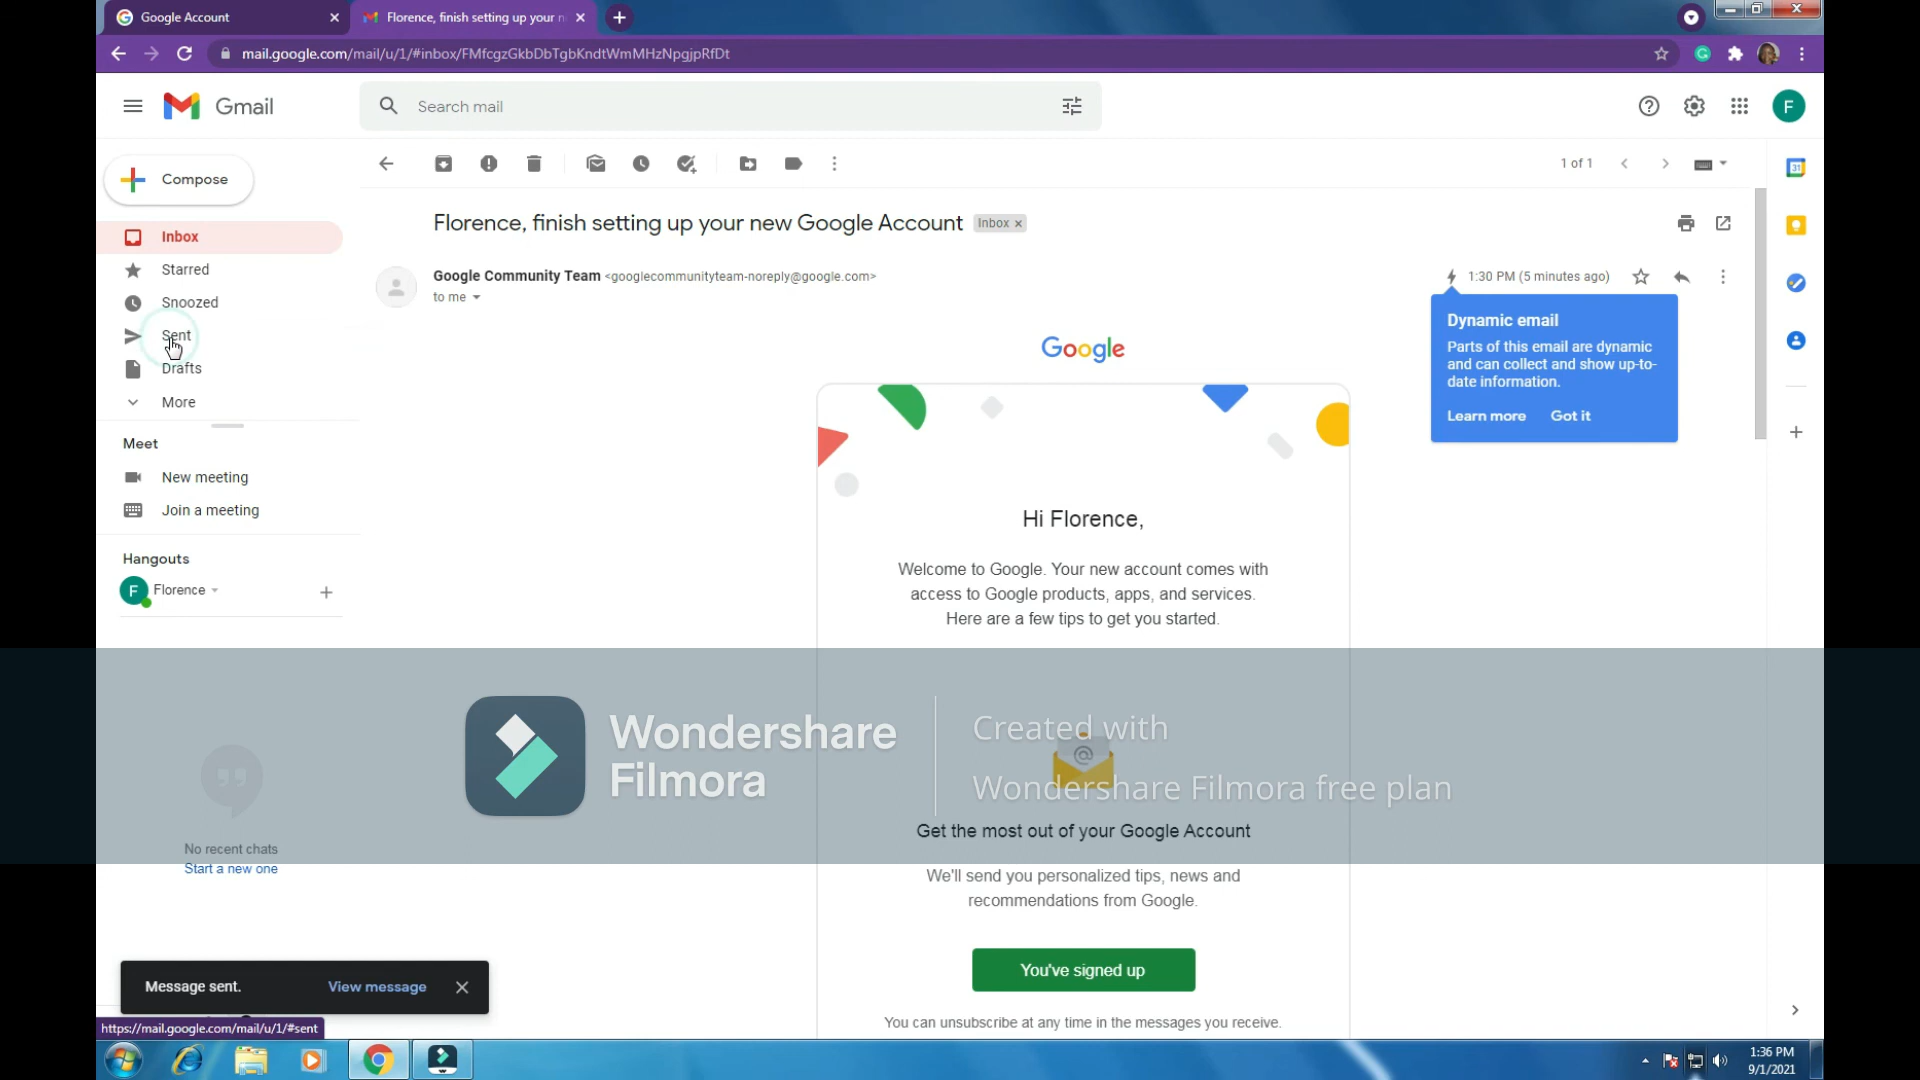 Google Account
Florence, finish setting up your n
mail.google.com/mail/u/1/#inbox/FMfcgzGkbDbTgbKndtWmMHzNpgjpRfDt
Gmail
Search mail
F
Compose
1 of 1
31
Inbox
Starred
Snoozed
Sent
Drafts
More
Florence, finish setting up your new Google Account
Inbox ×
Google Community Team <googlecommunityteam-noreply@google.com>
to me
1:30 PM (5 minutes ago)
Dynamic email
Parts of this email are dynamic
and can collect and show up-to-
date information.
Learn more Got it
Google
Meet
New meeting
Join a meeting
Hangouts
F Florence
Hi Florence,
Welcome to Google. Your new account comes with
access to Google products, apps, and services.
Here are a few tips to get you started.
Wondershare
Filmora
Created with
Wondershare Filmora free plan
@
Get the most out of your Google Account
No recent chats
Start a new one
We'll send you personalized tips, news and
recommendations from Google.
You've signed up
You can unsubscribe at any time in the messages you receive.
Message sent. View message
https://mail.google.com/mail/u/1/#sent
1:36 PM
9/1/2021